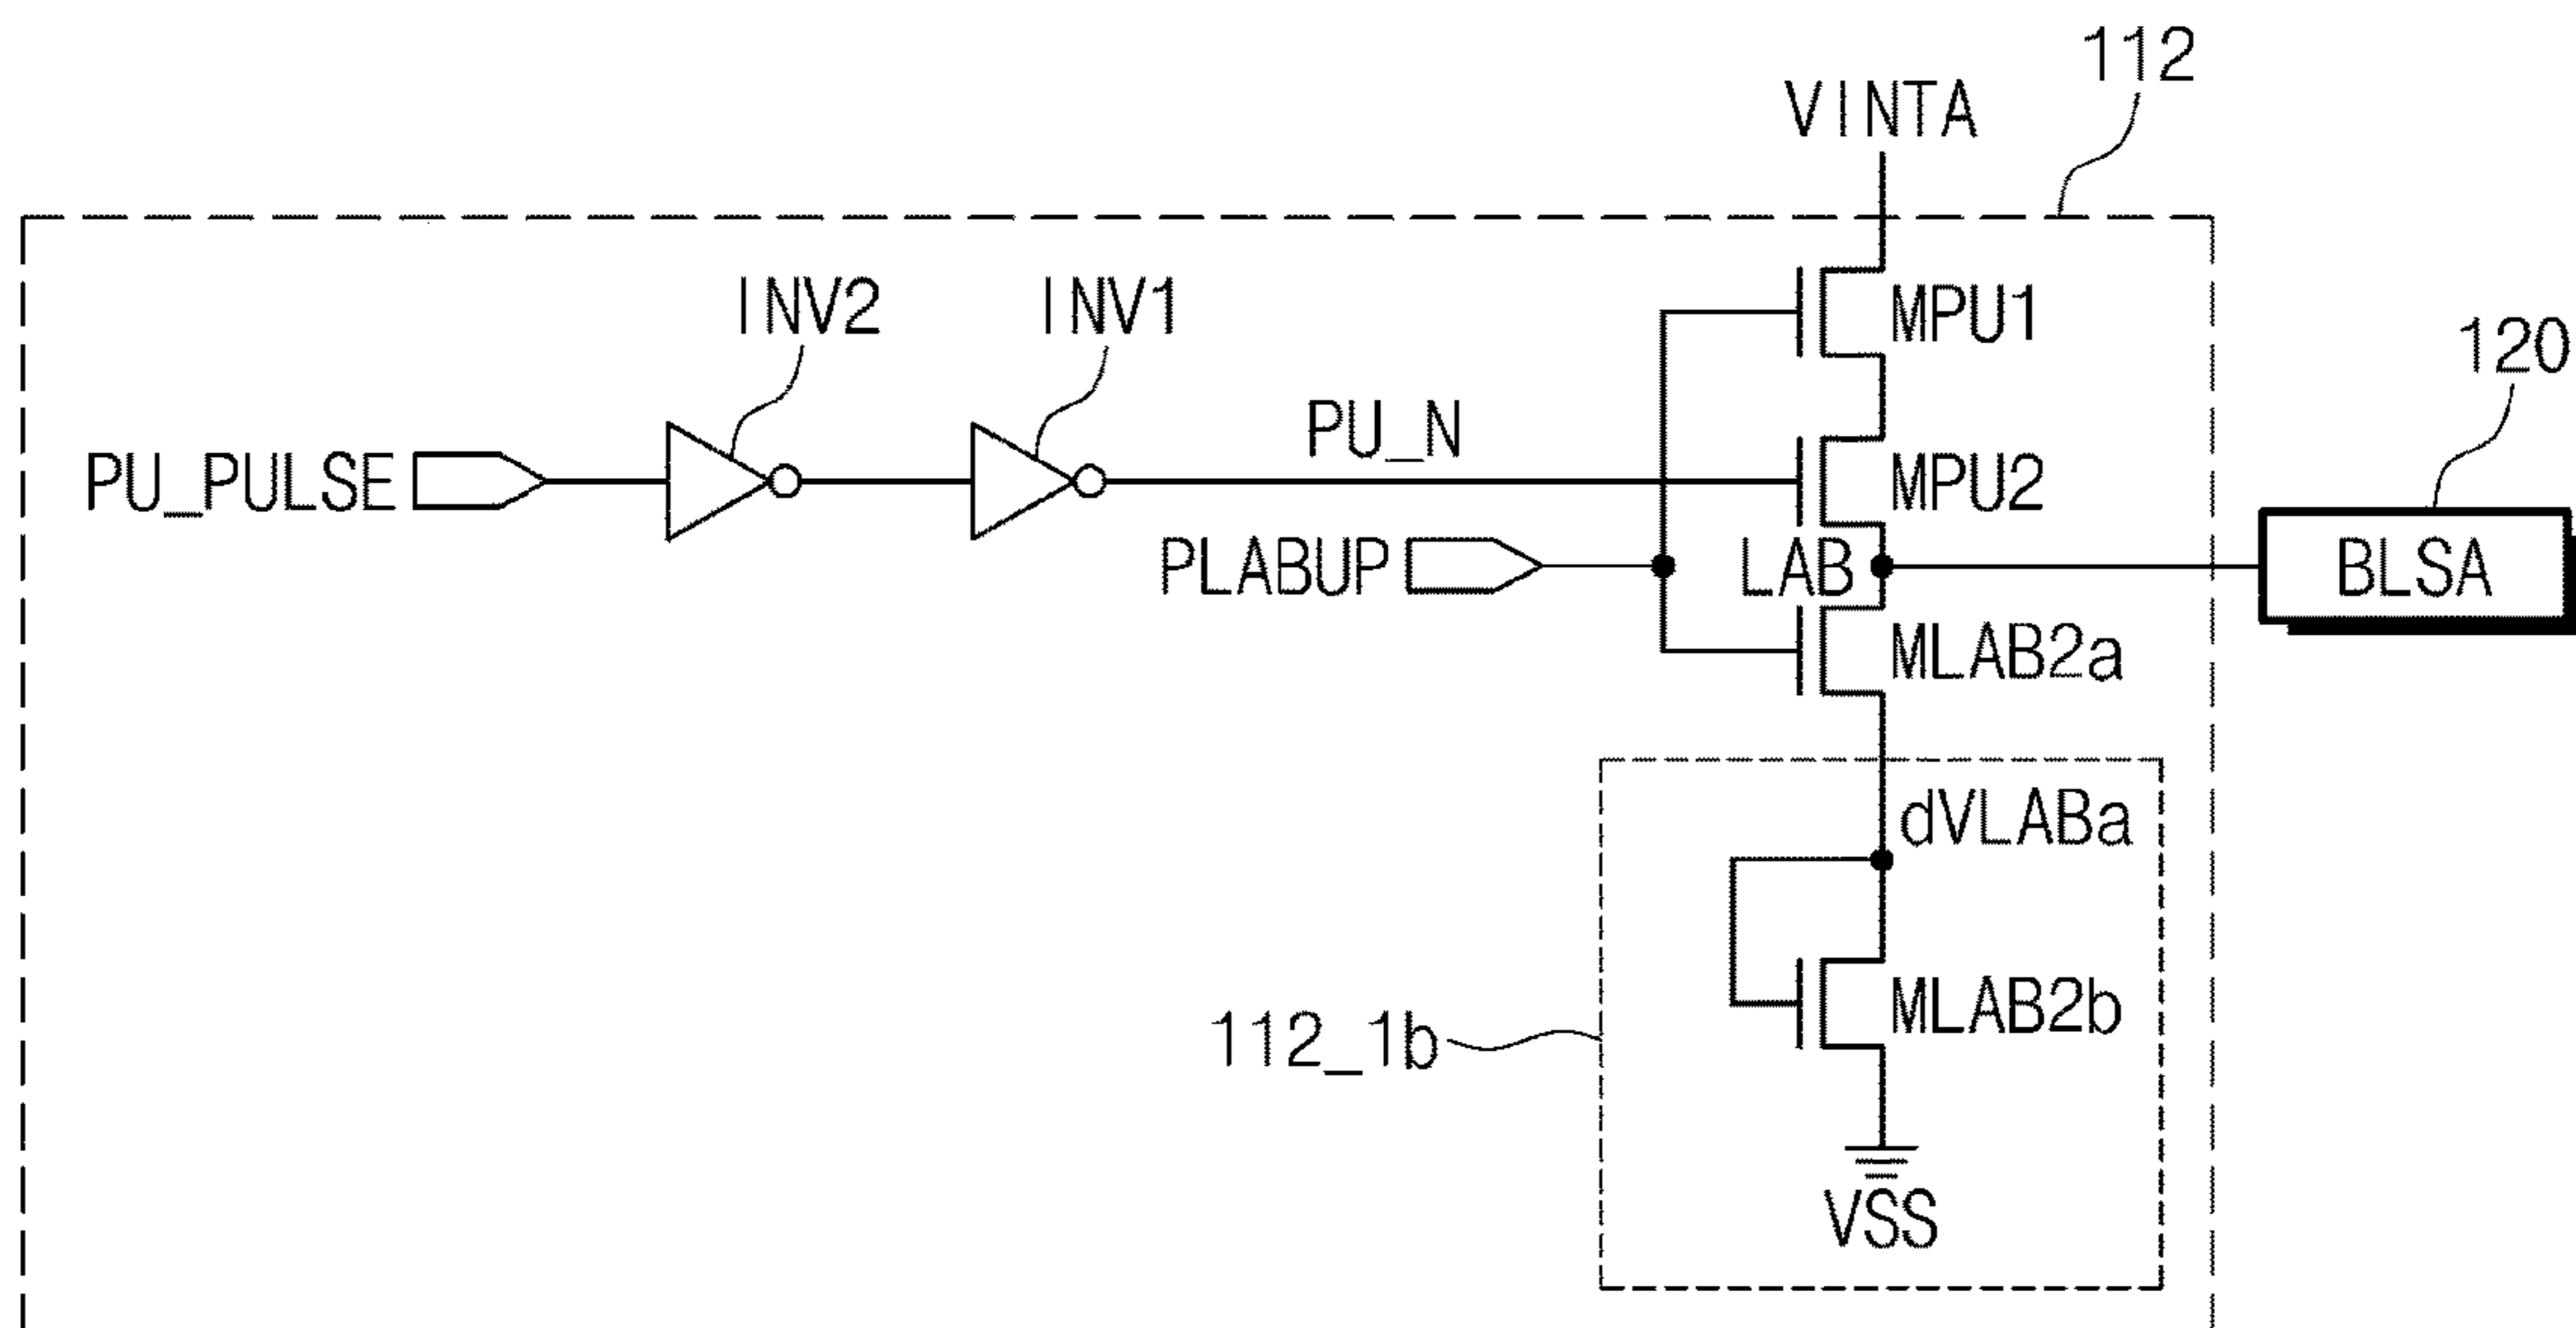 112
VINTA
INV2
INV1
MPU1
120
PU_N
PU_PULSE
MPU2
PLABUP
LAB
BLSA
MLAB2a
dVLABa
112_1b
MLAB2b
VSS